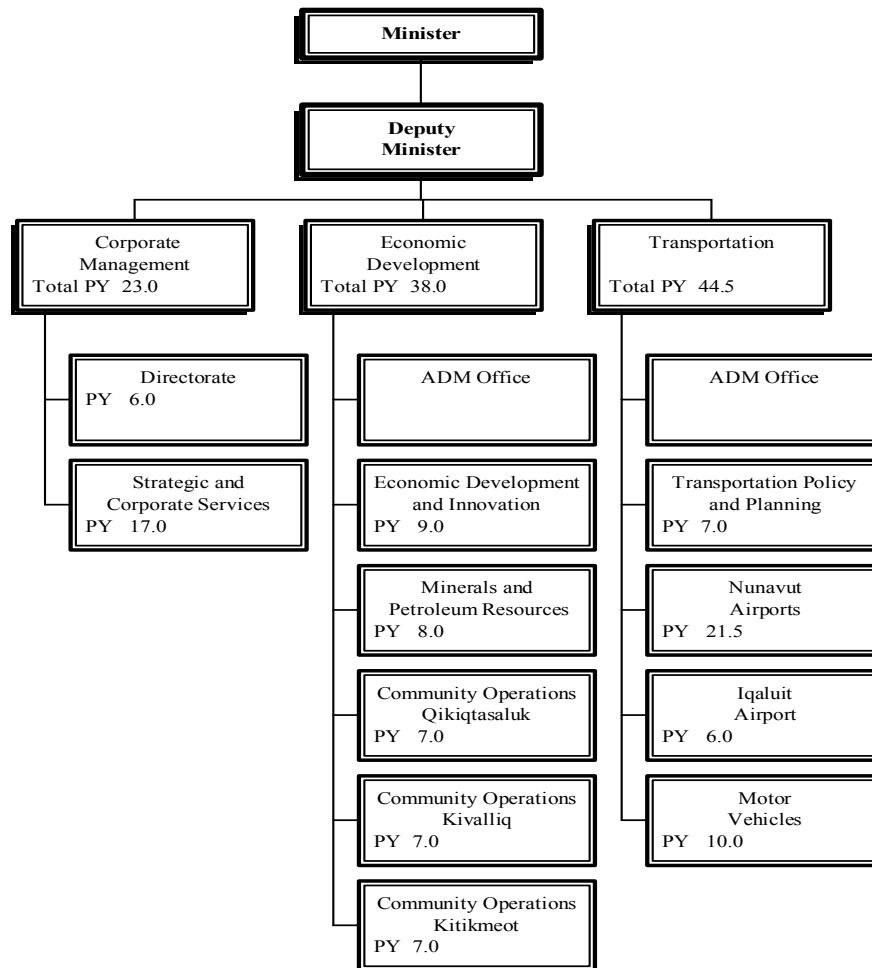 Minister
Deputy
Minister
Corporate
Management
Total PY 23.0
Economic
Development
Total PY 38.0
Transportation
Total PY 44.5
Directorate
PY 6.0
Strategic and
Corporate Services
PY 17.0
ADM Office
Economic Development
and Innovation
PY 9.0
Minerals and
Petroleum Resources
PY 8.0
Community Operations
Qikiqtasaluk
PY 7.0
Community Operations
Kivalliq
PY 7.0
Community Operations
Kitikmeot
PY 7.0
ADM Office
Transportation Policy
and Planning
PY 7.0
Nunavut
Airports
PY 21.5
Iqaluit
Airport
PY 6.0
Motor
Vehicles
PY 10.0